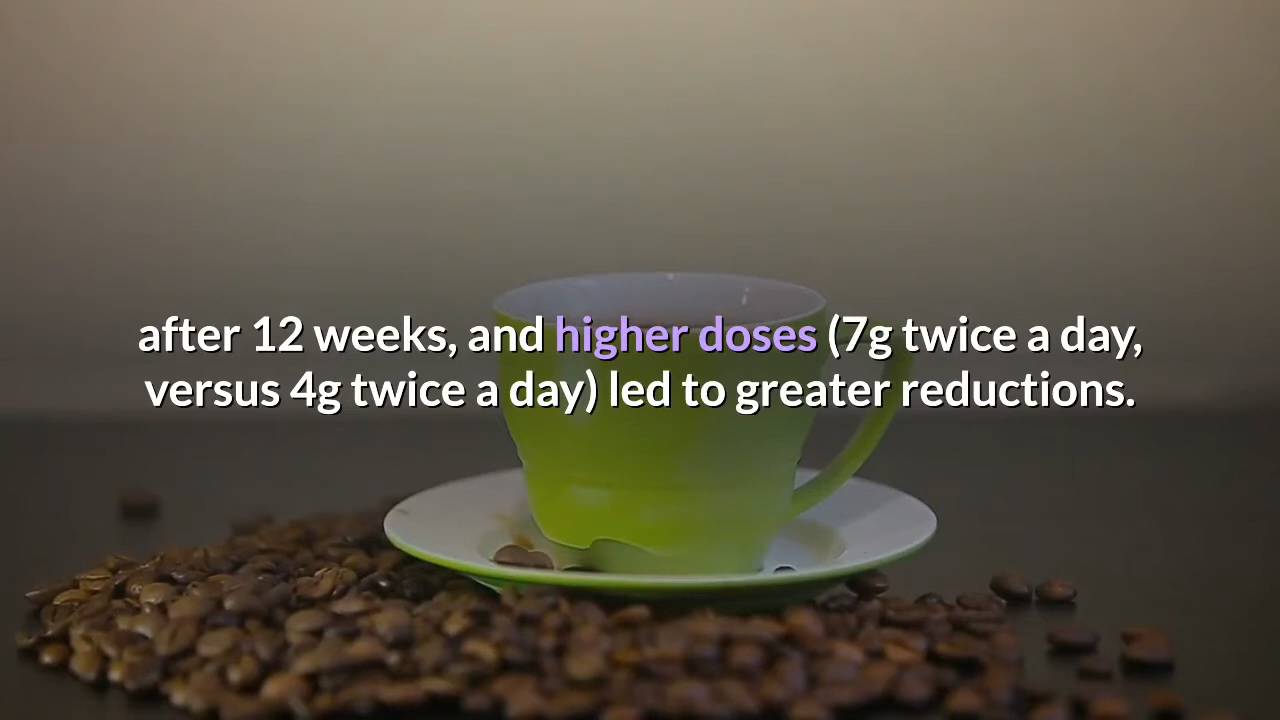 after 12 weeks, and higher doses (7g twice a day,
versus 4g twice a day) led to greater reductions.